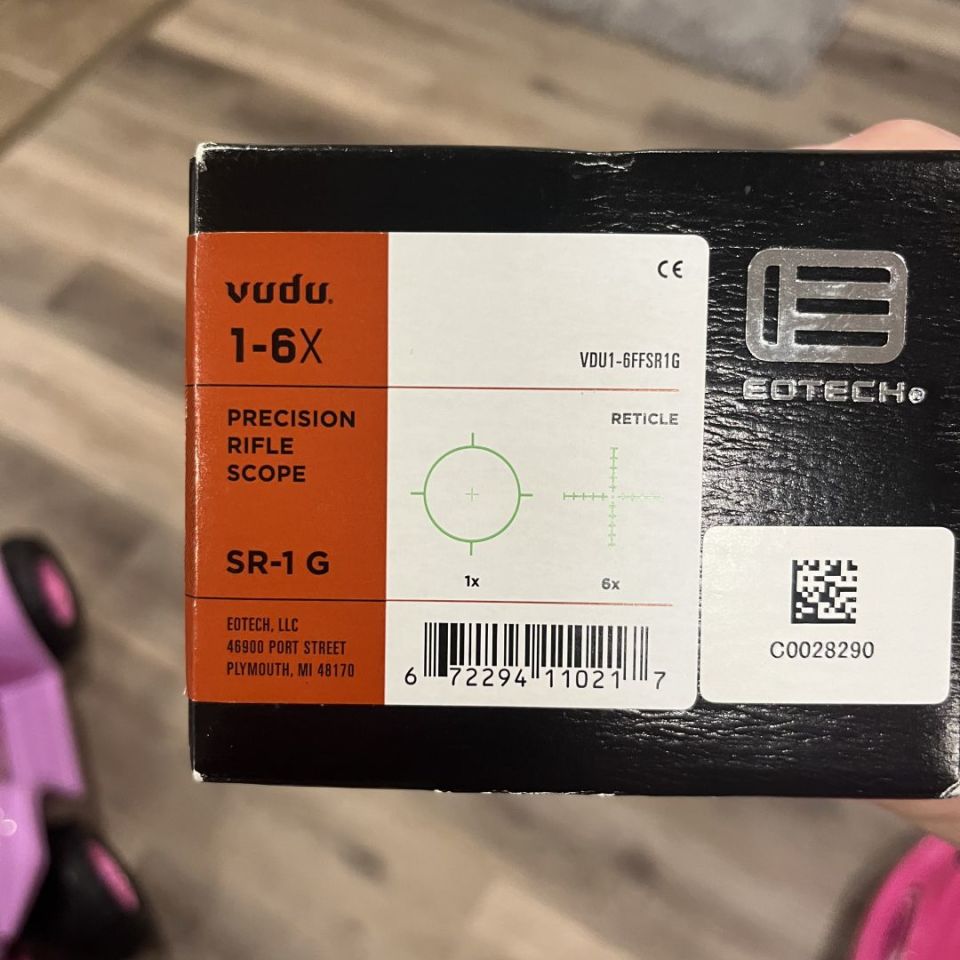 vudu.
1-6X
CE
VDU1-6FFSR1G
PRECISION
RIFLE
SCOPE
RETICLE
SR-1 G
1x
6x
EOTECH, LLC
46900 PORT STREET
PLYMOUTH, MI 48170
6 72294 11021 7
EOTECH®
C0028290